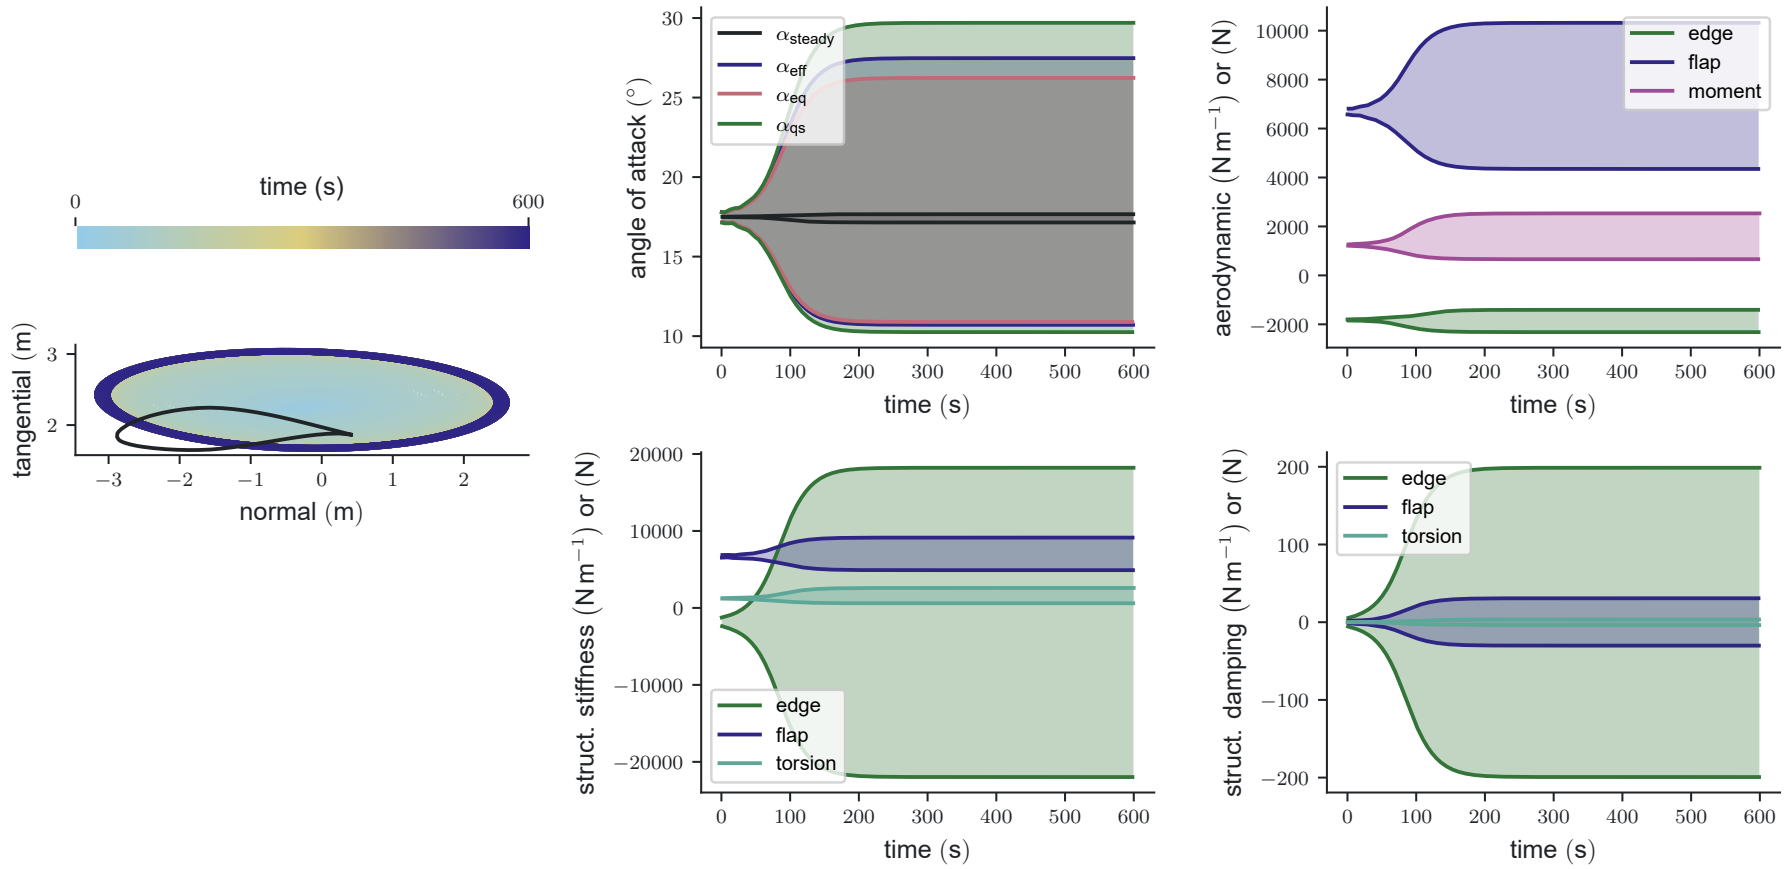 time (s)
0 600
tangential (m)
3
2
−3 −2 −1 0 1 2
normal (m)
angle of attack (°)
30
25
20
15
10
αsteady
αeff
αeq
αqs
0 100 200 300 400 500 600
time (s)
aerodynamic (N m⁻¹) or (N)
10000
8000
6000
4000
2000
0
−2000
edge
flap
moment
0 100 200 300 400 500 600
time (s)
struct. stiffness (N m⁻¹) or (N)
20000
10000
0
−10000
−20000
edge
flap
torsion
0 100 200 300 400 500 600
time (s)
struct. damping (N m⁻¹) or (N)
200
100
0
−100
−200
edge
flap
torsion
0 100 200 300 400 500 600
time (s)